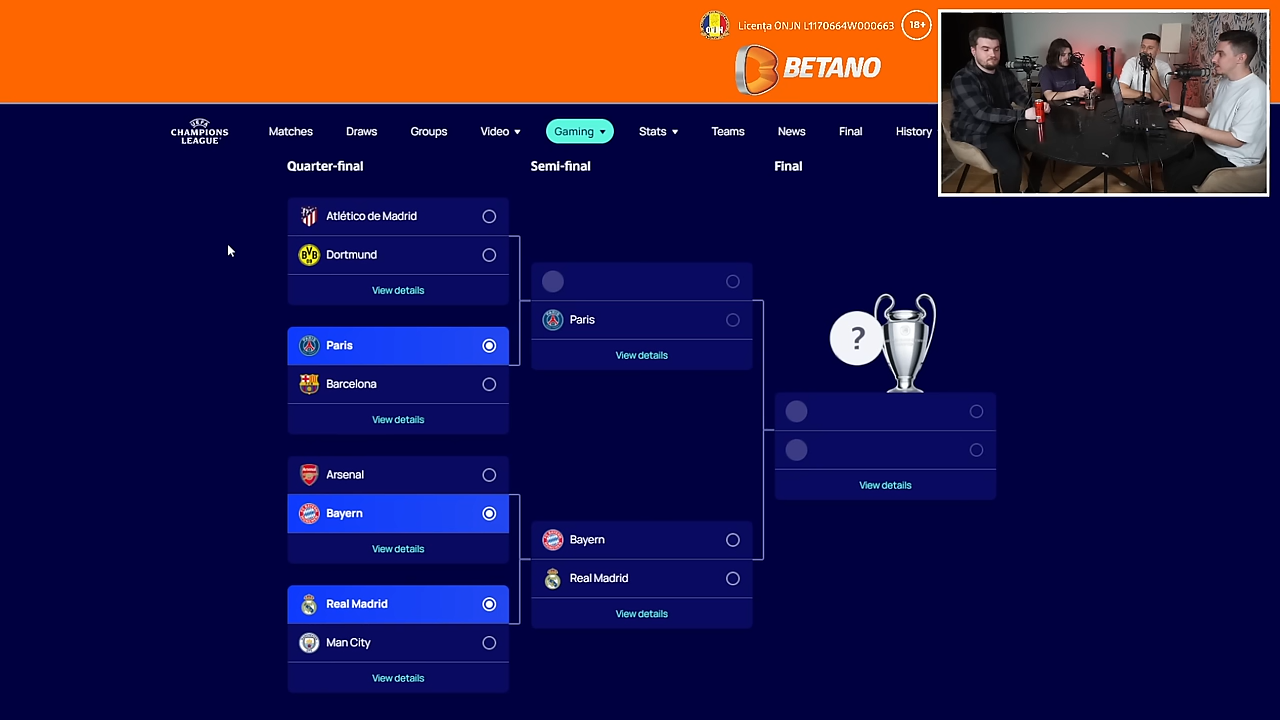 Licența ONJN L1170664W000663
18+
BETANO
UEFA
CHAMPIONS
LEAGUE
Matches
Draws
Groups
Video
Gaming
Stats
Teams
News
Final
History
Quarter-final
Semi-final
Final
Atlético de Madrid
Dortmund
View details
Paris
Barcelona
View details
Arsenal
Bayern
View details
Real Madrid
Man City
View details
Paris
View details
Bayern
Real Madrid
View details
?
View details